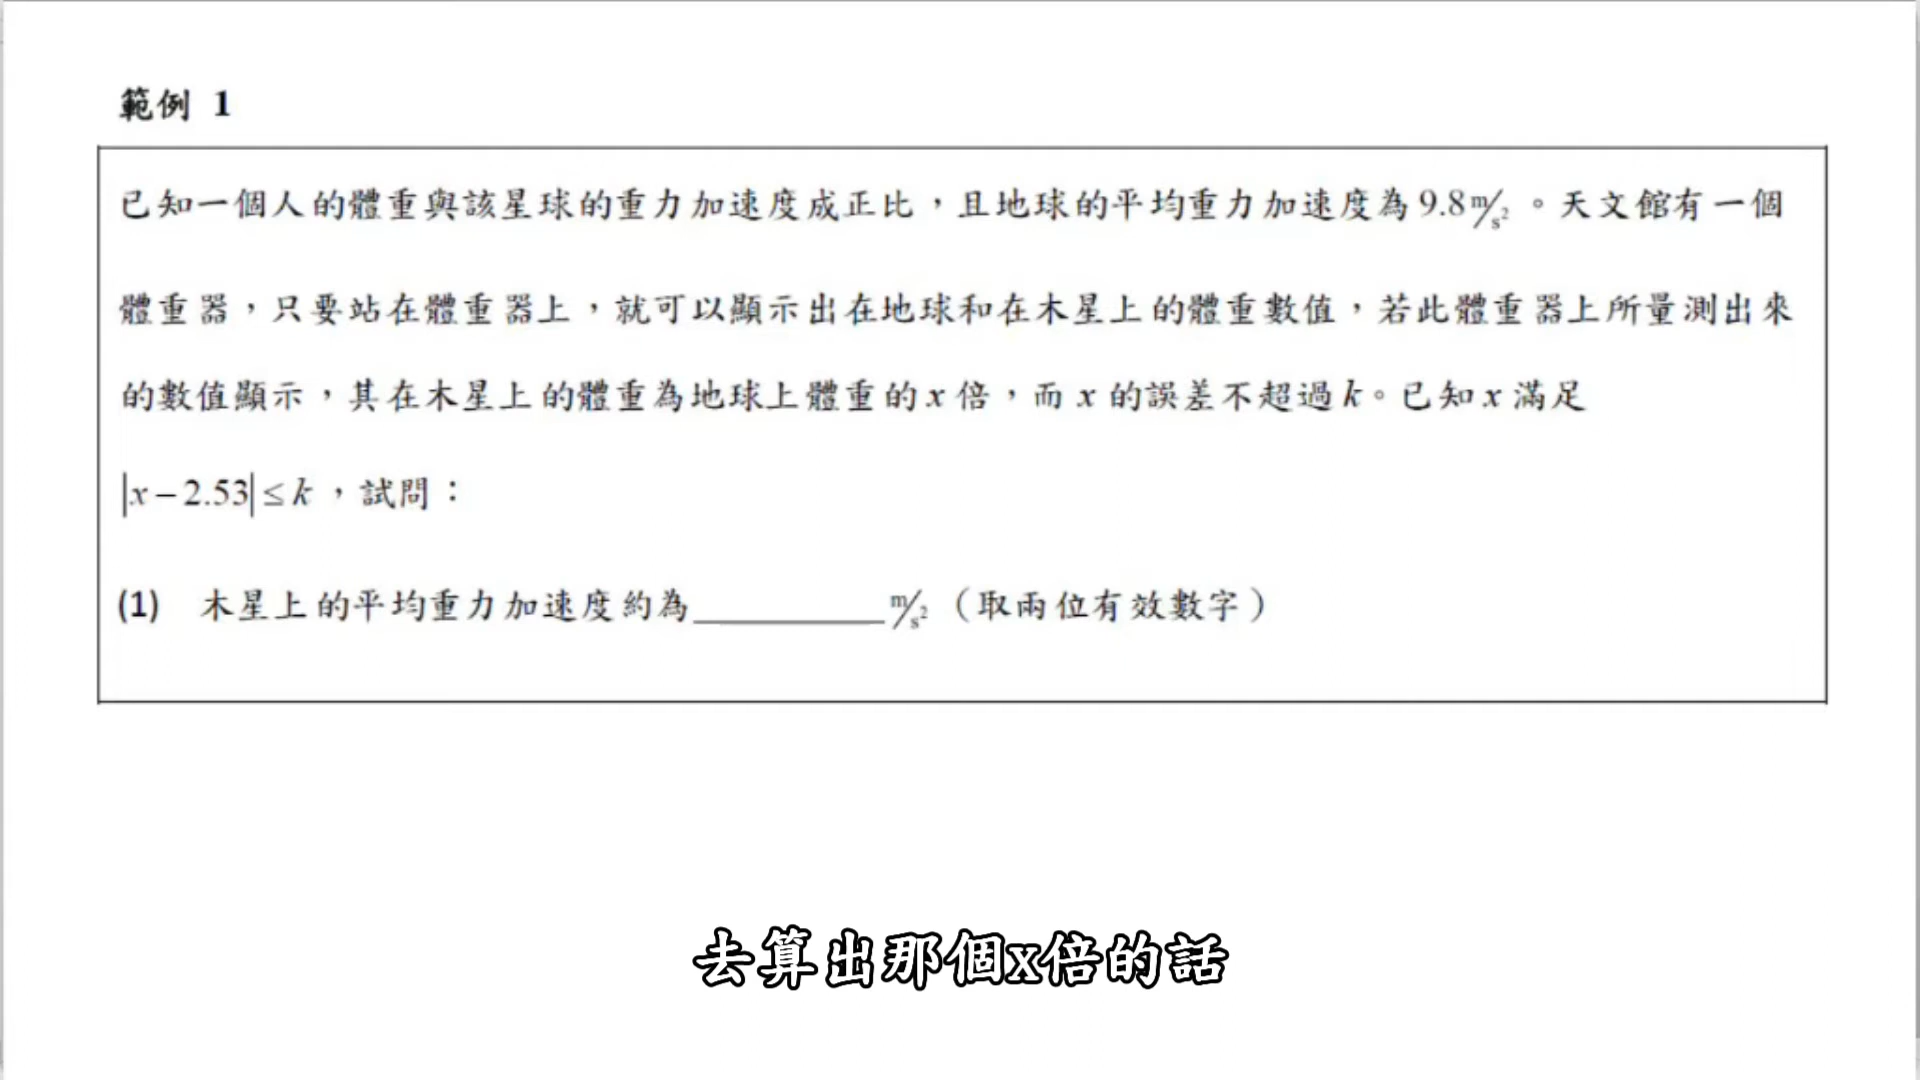 範例 1
已知一個人的體重與該星球的重力加速度成正比，且地球的平均重力加速度為9.8m/s²。天文館有一個
體重器，只要站在體重器上，就可以顯示出在地球和在木星上的體重數值，若此體重器上所量測出來
的數值顯示，其在木星上的體重為地球上體重的x倍，而x的誤差不超過k。已知x滿足
|x−2.53|≤k，試問：
(1) 木星上的平均重力加速度約為__________m/s²（取兩位有效數字）
去算出那個x倍的話